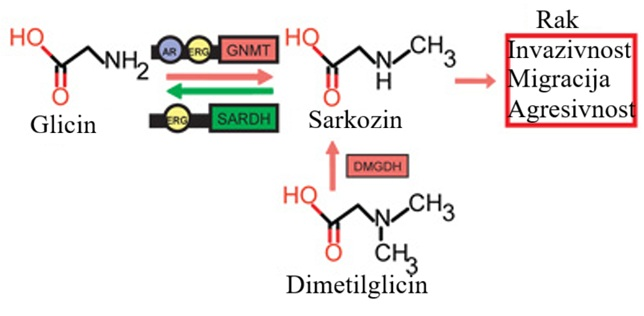 Rak
HO AR ERG GNMT HO CH3 Invazivnost
NH2 N H Migracija
O O Agresivnost
Glicin ERG SARDH Sarkozin
DMGDH
HO CH3
N
O CH3
Dimetilglicin